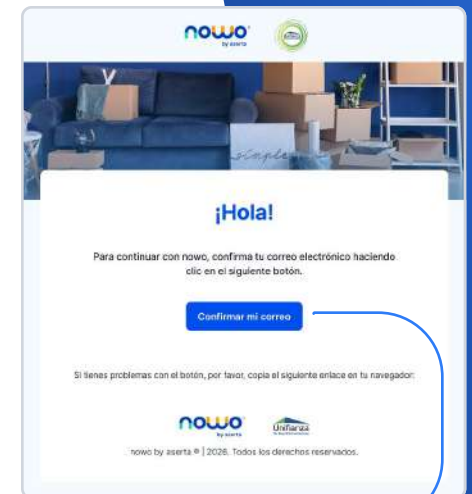 nowo
by aserta
simple
¡Hola!
Para continuar con nowo, confirma tu correo electrónico haciendo
clic en el siguiente botón.
Confirmar mi correo
Si tienes problemas con el botón, por favor, copia el siguiente enlace en tu navegador:
nowo
by aserta
Unifianza
nowo by aserta ® | 2026. Todos los derechos reservados.